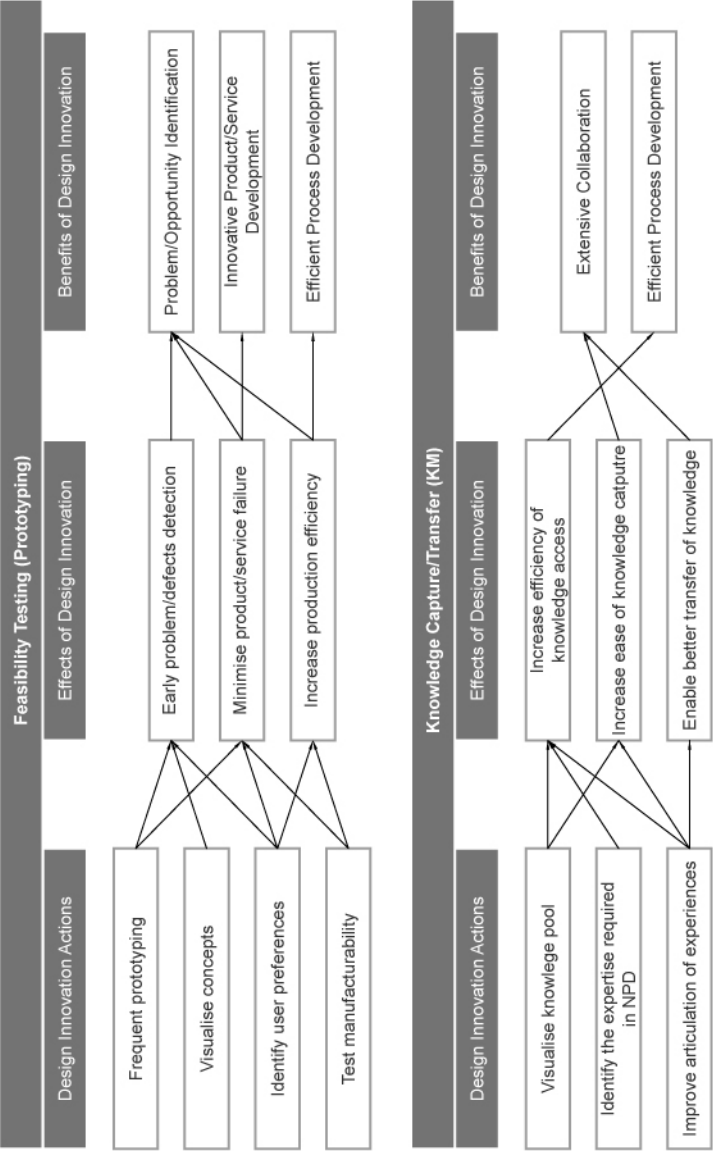 Feasibility Testing (Prototyping)
Design Innovation Actions
Effects of Design Innovation
Benefits of Design Innovation
Frequent prototyping
Visualise concepts
Identify user preferences
Test manufacturability
Early problem/defects detection
Minimise product/service failure
Increase production efficiency
Problem/Opportunity Identification
Innovative Product/Service
Development
Efficient Process Development
Knowledge Capture/Transfer (KM)
Design Innovation Actions
Effects of Design Innovation
Benefits of Design Innovation
Visualise knowlege pool
Identify the expertise required
in NPD
Improve articulation of experiences
Increase efficiency of
knowledge access
Increase ease of knowledge catputre
Enable better transfer of knowledge
Extensive Collaboration
Efficient Process Development